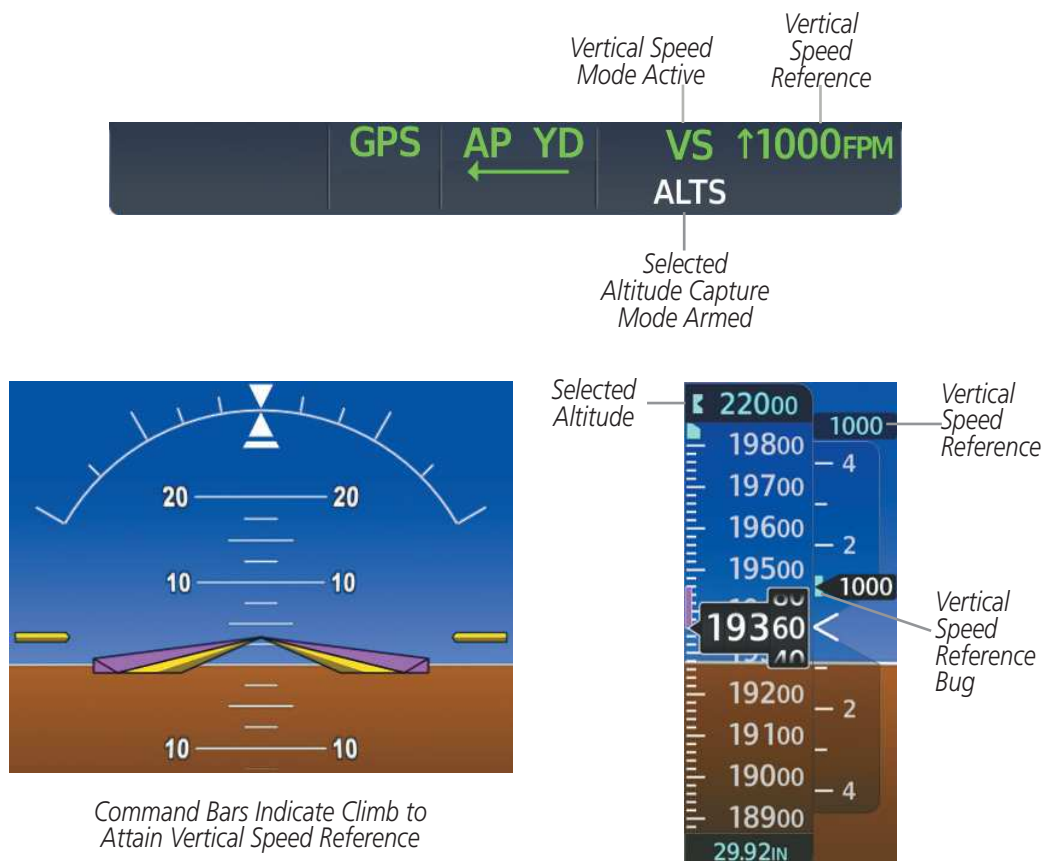 Vertical Speed
Mode Active
Vertical
Speed
Reference
GPS AP YD VS ↑1000FPM
ALTS
Selected
Altitude Capture
Mode Armed
20 20
10 10
10 10
Command Bars Indicate Climb to
Attain Vertical Speed Reference
Selected
Altitude
22000
1000
Vertical
Speed
Reference
19800
4
19700
19600
2
19500
1000
19360
80
40
Vertical
Speed
Reference
Bug
19200
2
19100
19000
4
18900
29.92IN